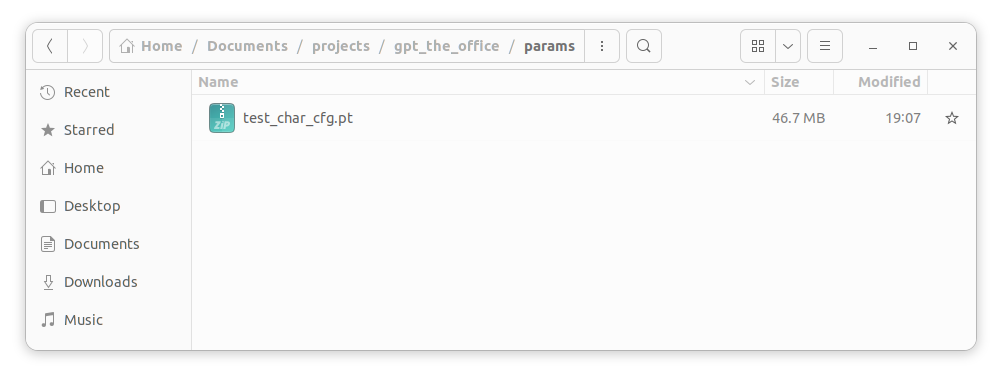 Home / Documents / projects / gpt_the_office / params
Name Size Modified
Recent
ZIP test_char_cfg.pt 46.7 MB 19:07
Starred
Home
Desktop
Documents
Downloads
Music